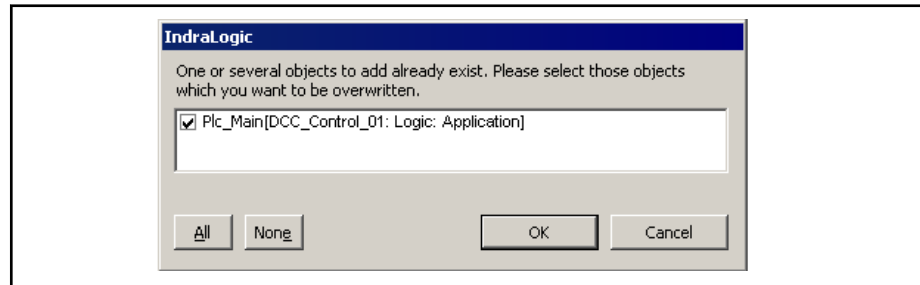 IndraLogic
One or several objects to add already exist. Please select those objects
which you want to be overwritten.
Plc_Main[DCC_Control_01: Logic: Application]
All None OK Cancel